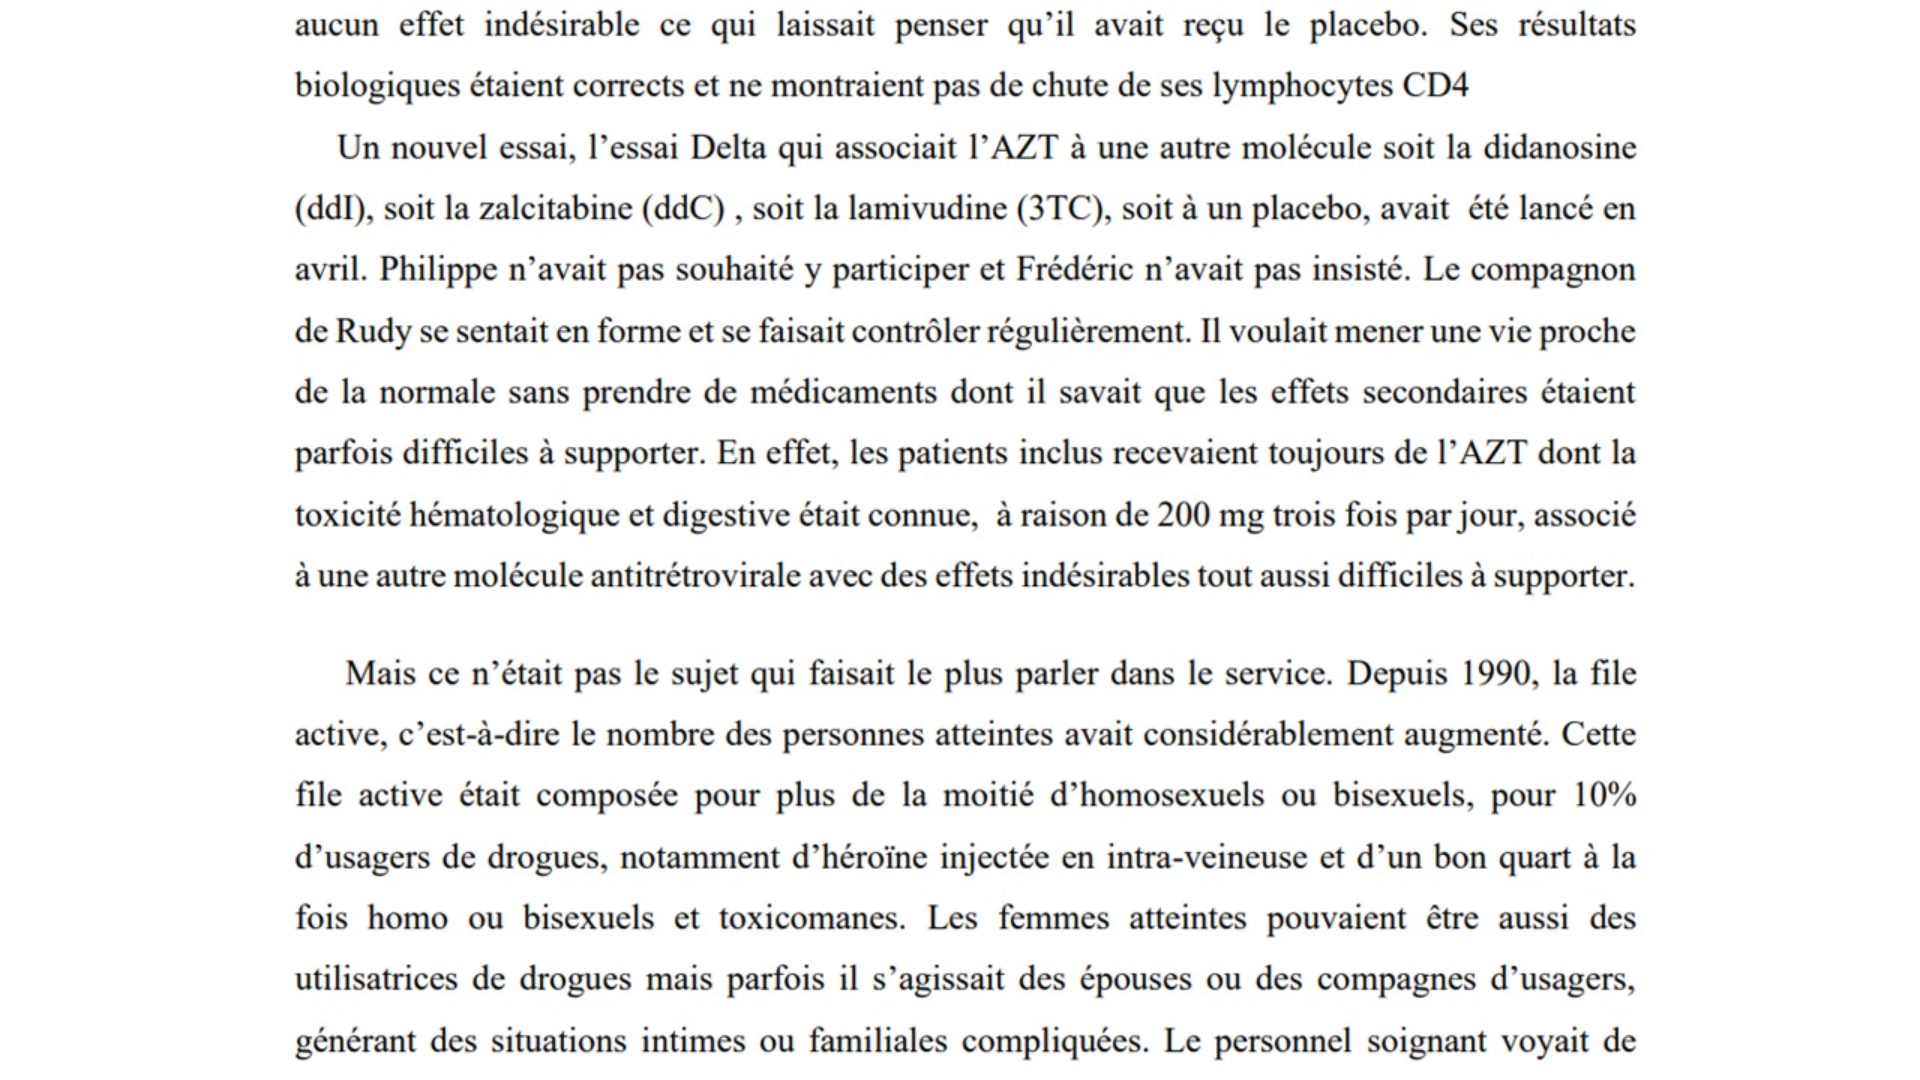 aucun effet indésirable ce qui laissait penser qu’il avait reçu le placebo. Ses résultats
biologiques étaient corrects et ne montraient pas de chute de ses lymphocytes CD4
Un nouvel essai, l’essai Delta qui associait l’AZT à une autre molécule soit la didanosine
(ddI), soit la zalcitabine (ddC) , soit la lamivudine (3TC), soit à un placebo, avait  été lancé en
avril. Philippe n’avait pas souhaité y participer et Frédéric n’avait pas insisté. Le compagnon
de Rudy se sentait en forme et se faisait contrôler régulièrement. Il voulait mener une vie proche
de la normale sans prendre de médicaments dont il savait que les effets secondaires étaient
parfois difficiles à supporter. En effet, les patients inclus recevaient toujours de l’AZT dont la
toxicité hématologique et digestive était connue,  à raison de 200 mg trois fois par jour, associé
à une autre molécule antitrétrovirale avec des effets indésirables tout aussi difficiles à supporter.
Mais ce n’était pas le sujet qui faisait le plus parler dans le service. Depuis 1990, la file
active, c’est-à-dire le nombre des personnes atteintes avait considérablement augmenté. Cette
file active était composée pour plus de la moitié d’homosexuels ou bisexuels, pour 10%
d’usagers de drogues, notamment d’héroïne injectée en intra-veineuse et d’un bon quart à la
fois homo ou bisexuels et toxicomanes. Les femmes atteintes pouvaient être aussi des
utilisatrices de drogues mais parfois il s’agissait des épouses ou des compagnes d’usagers,
générant des situations intimes ou familiales compliquées. Le personnel soignant voyait de